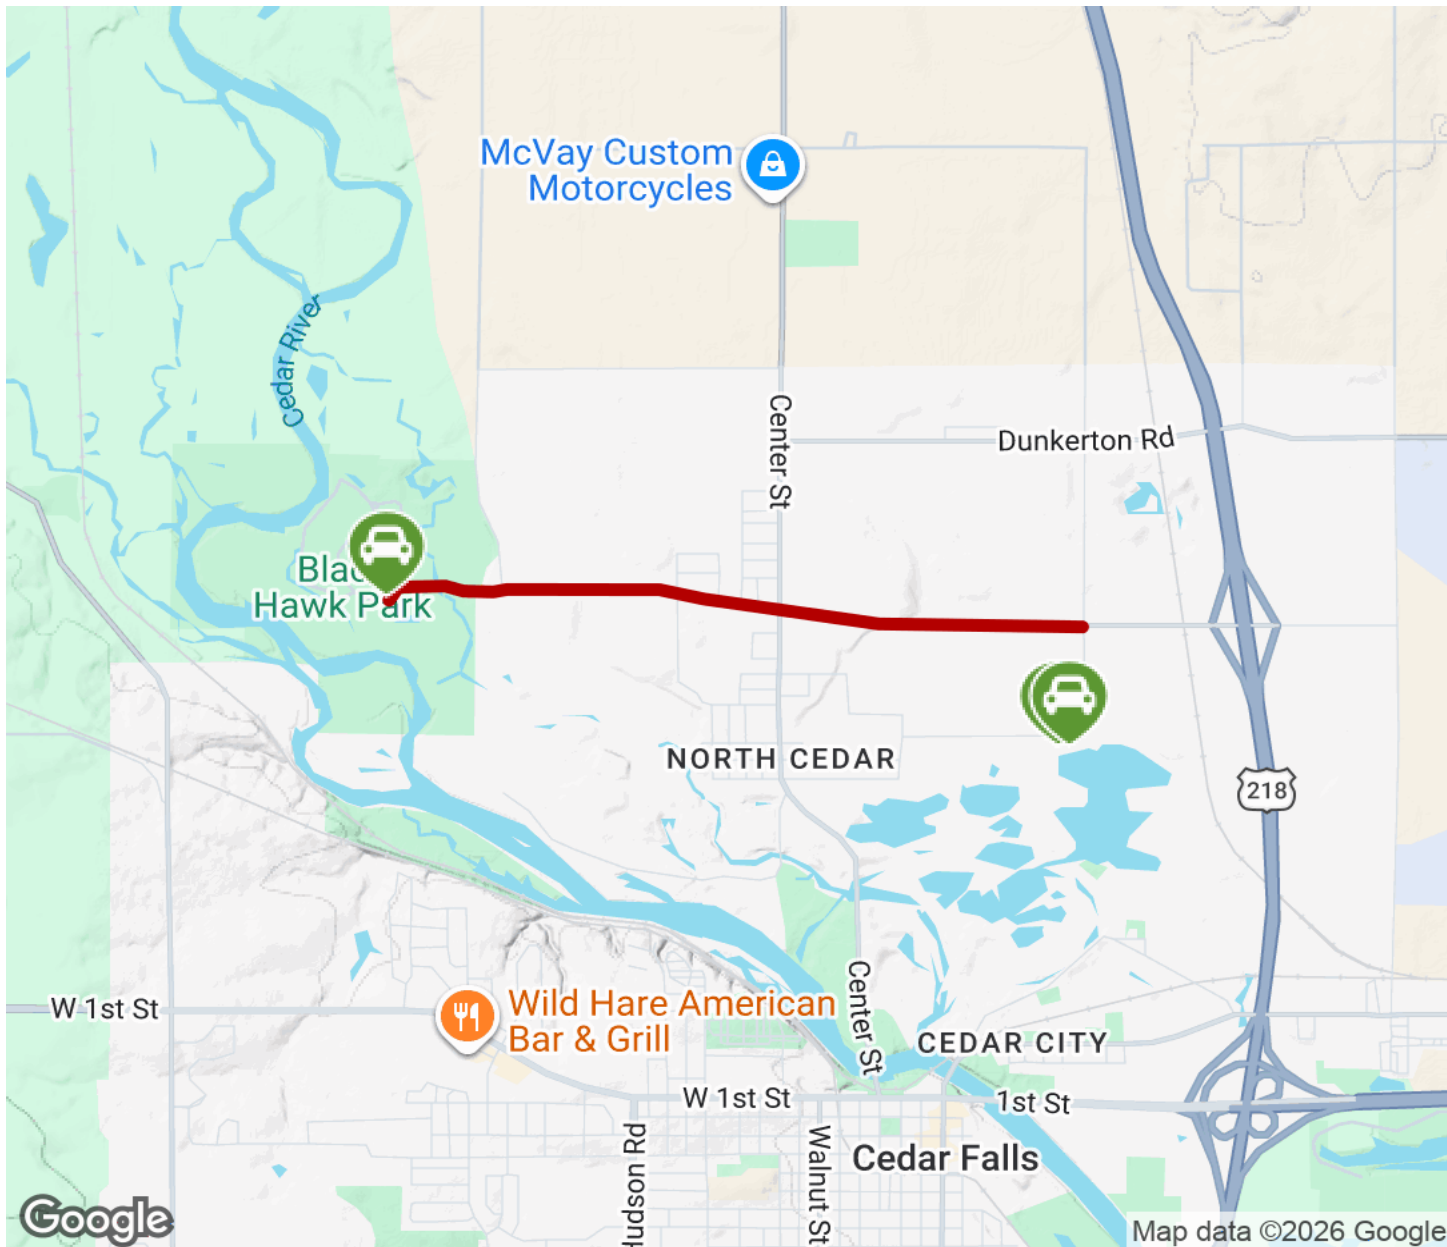 McVay Custom
Motorcycles
Cedar River
Center St
Dunkerton Rd
Hawk Park
NORTH CEDAR
218
W 1st St
Wild Hare American
Bar & Grill
Center St
CEDAR CITY
W 1st St
1st St
Hudson Rd
Walnut St
Cedar Falls
Google
Map data ©2026 Google